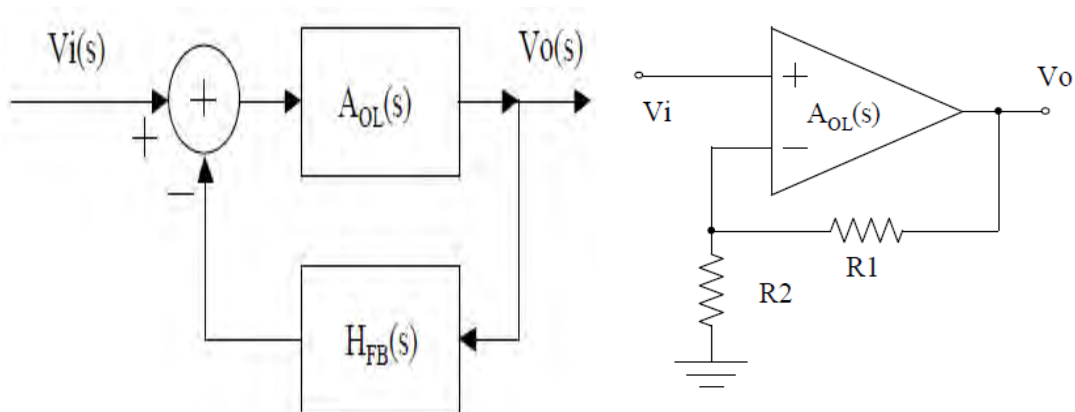 Vi(s)
Vo(s)
+
A_OL(s)
+
−
H_FB(s)
Vi
+
A_OL(s)
−
Vo
R1
R2